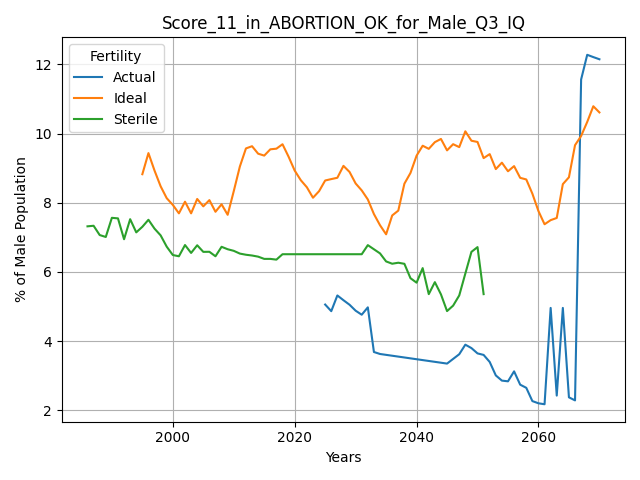 Score_11_in_ABORTION_OK_for_Male_Q3_IQ
Fertility
Actual
Ideal
Sterile
% of Male Population
12
10
8
6
4
2
2000
2020
2040
2060
Years